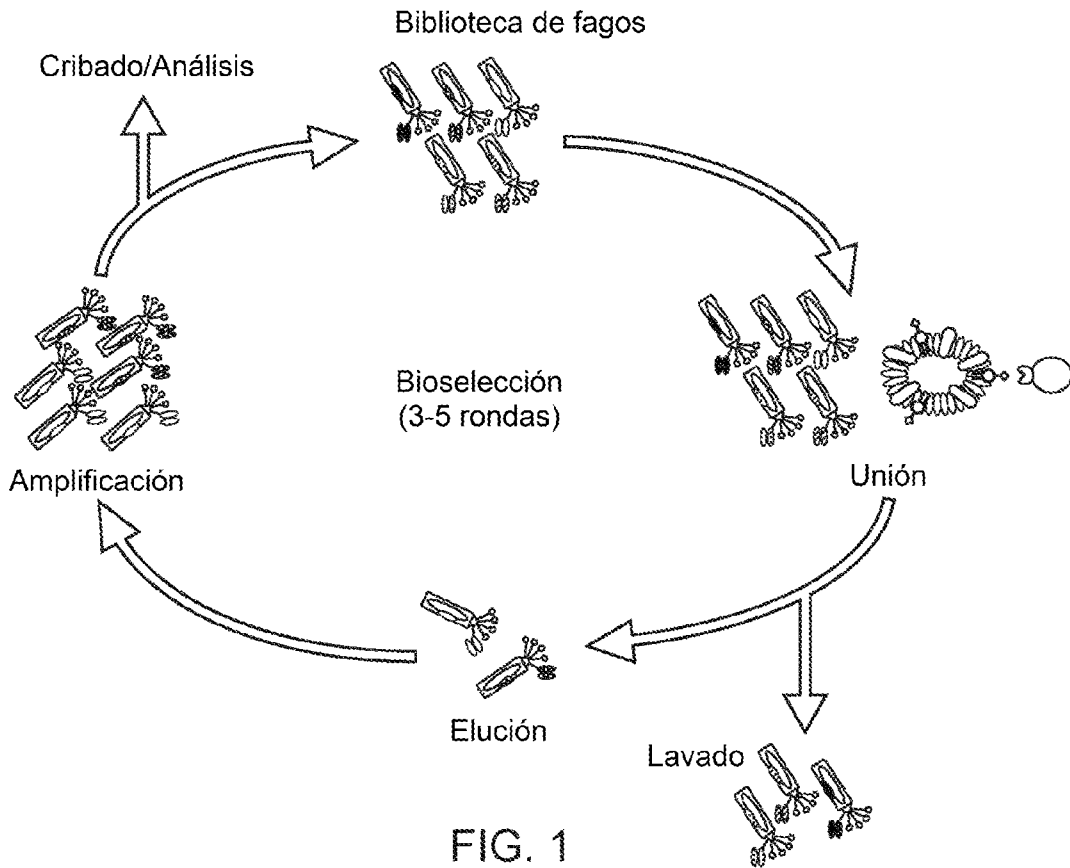 Biblioteca de fagos
Cribado/Análisis
Bioselección
(3-5 rondas)
Amplificación
Unión
Elución
Lavado
FIG. 1